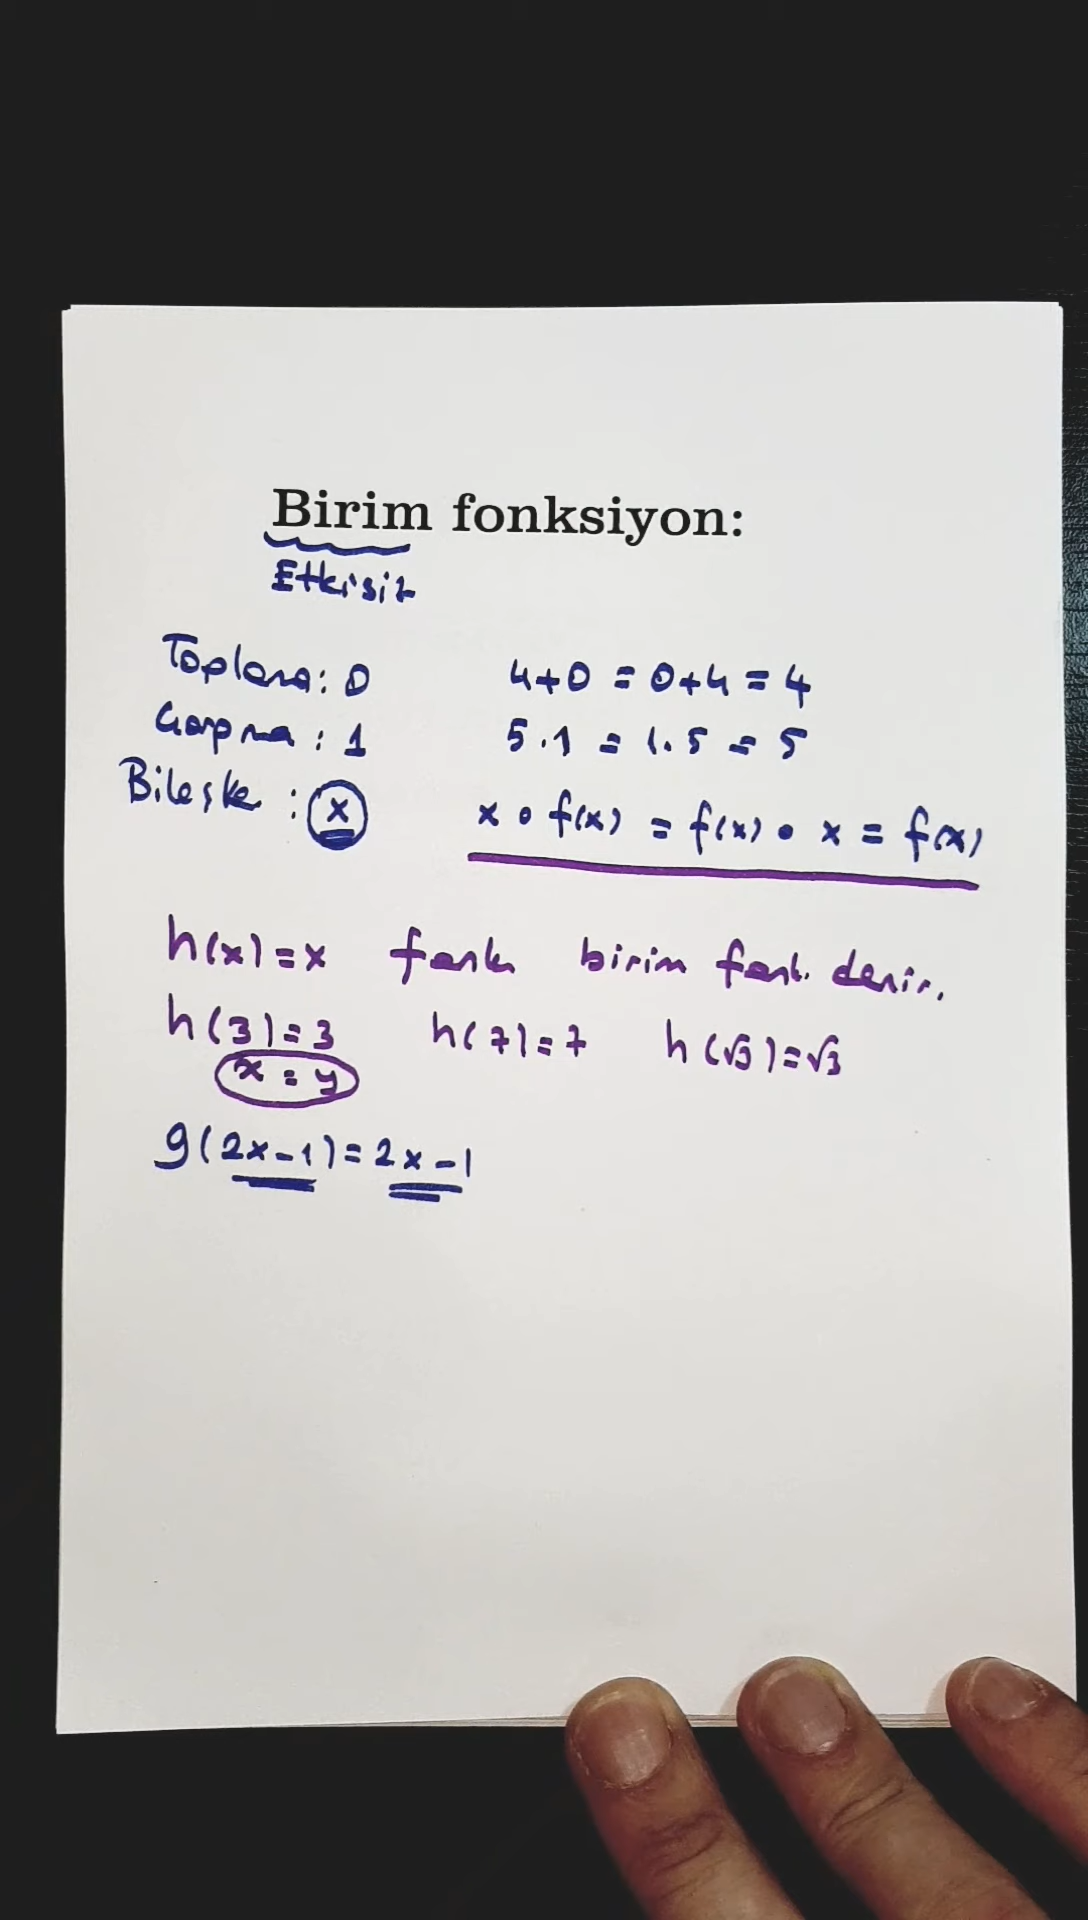 Birim fonksiyon:
Etkisiz
Toplama: 0 4+0 = 0+4 = 4
Çarpma : 1 5.1 = 1.5 = 5
Bileşke : x x o f(x) = f(x) o x = f(x)
h(x)=x fonk birim fonk. denir.
h(3)=3 h(7)=7 h(√3)=√3
x = y
g(2x-1)=2x-1